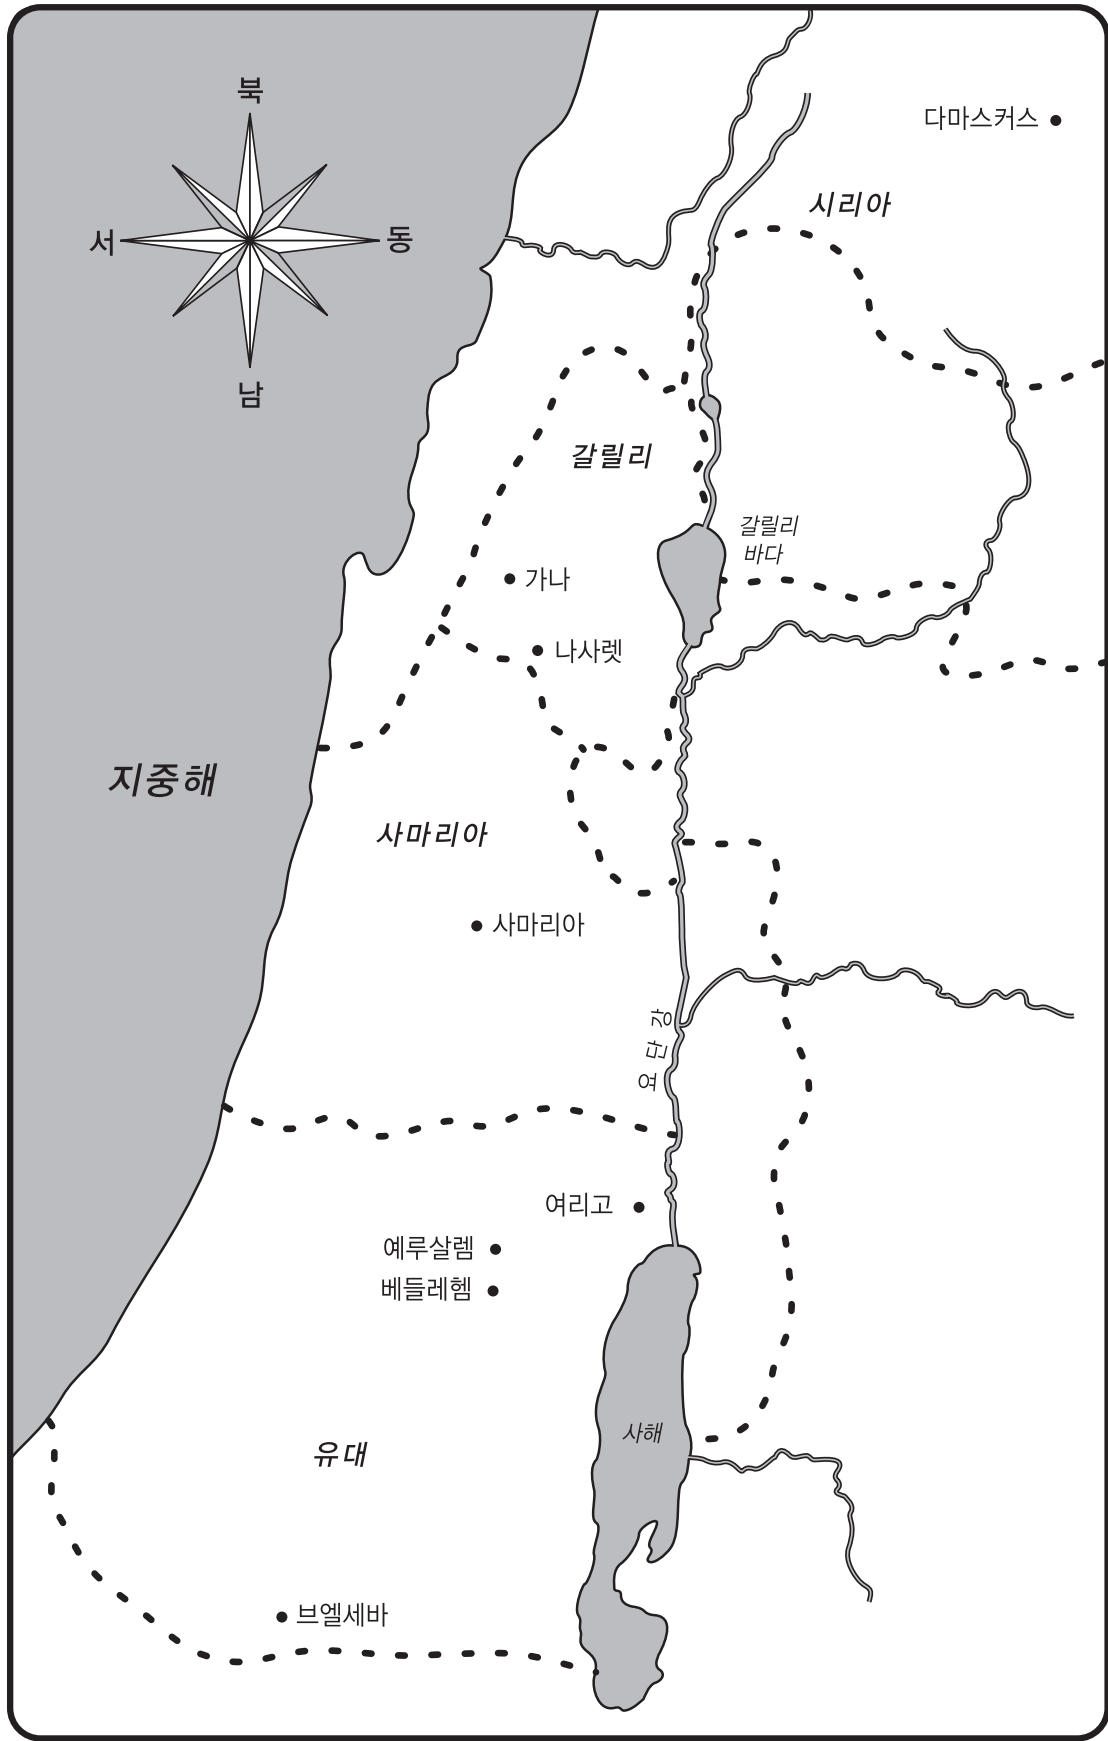 북
다마스커스
시리아
서
동
남
갈릴리
갈릴리
바다
가나
나사렛
지중해
사마리아
사마리아
요단강
여리고
예루살렘
베들레헴
사해
유대
브엘세바